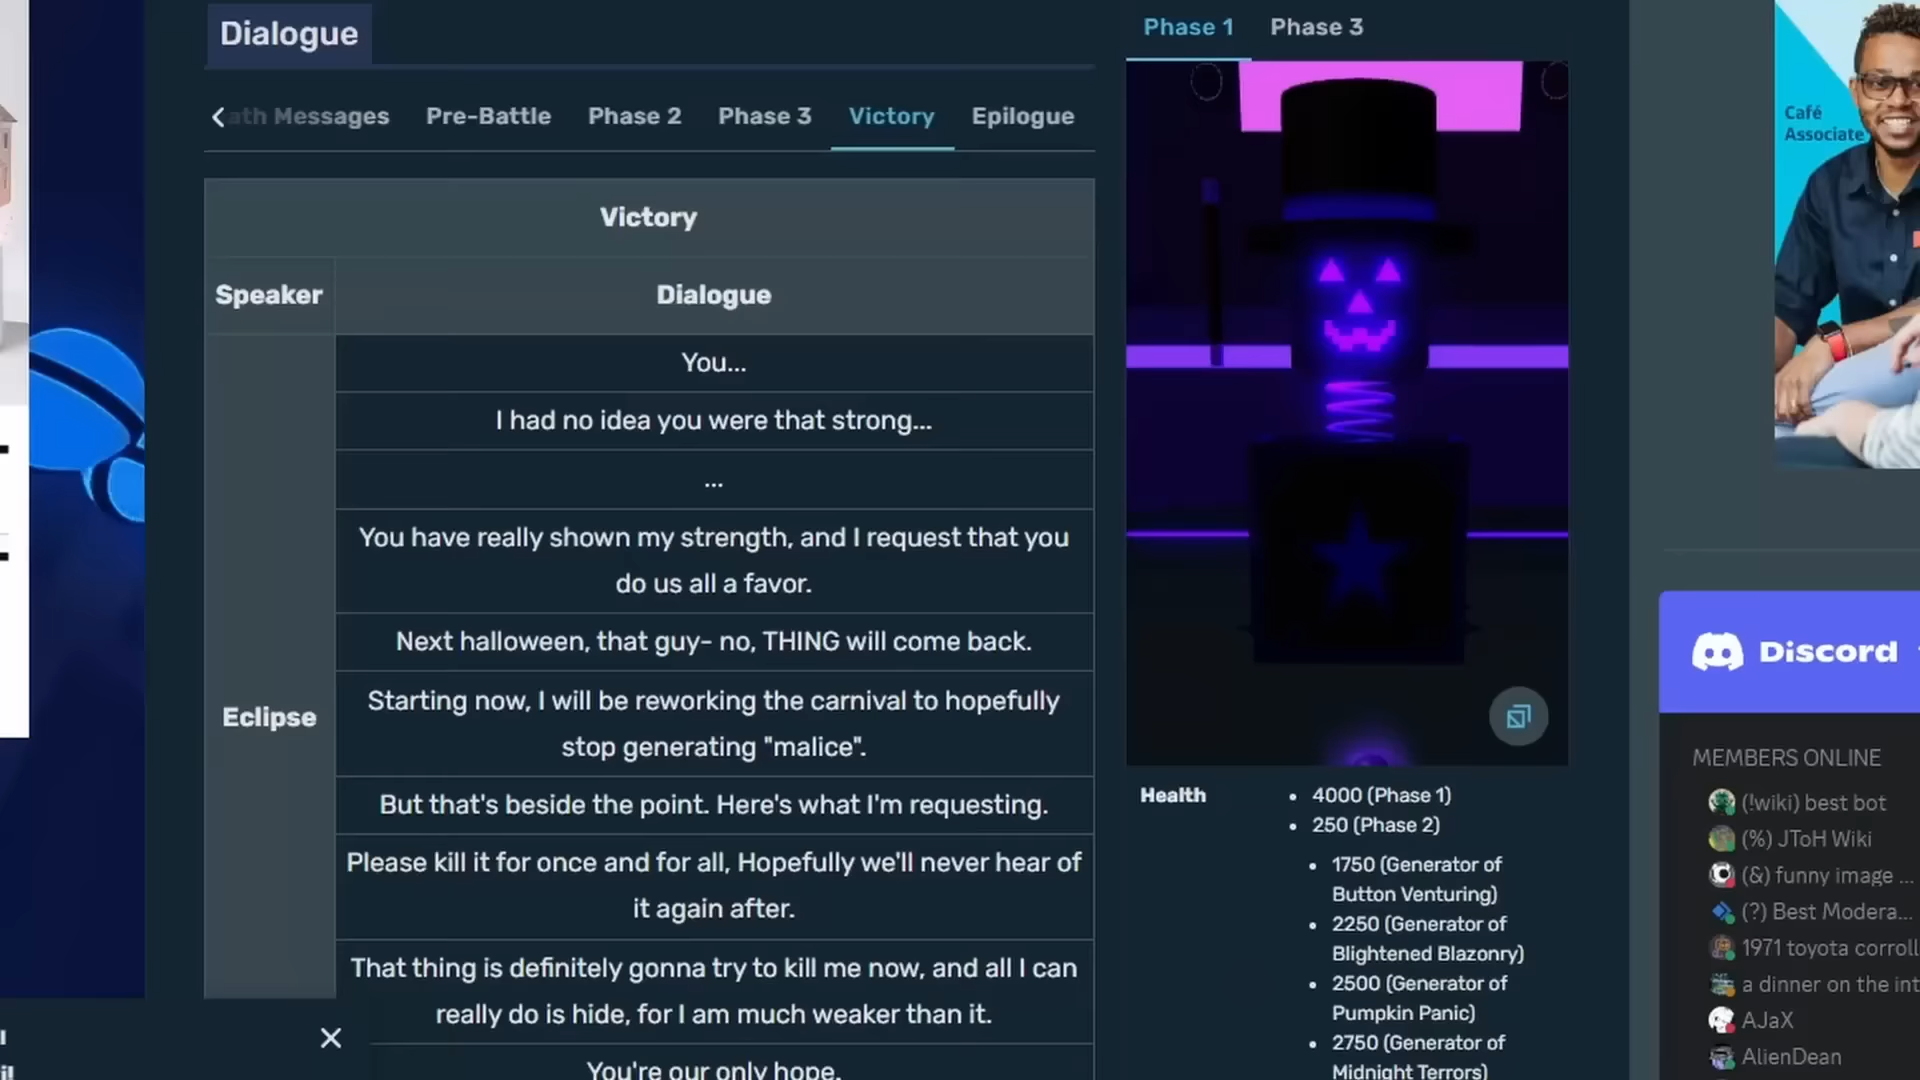 Dialogue
ath Messages
Pre-Battle
Phase 2
Phase 3
Victory
Epilogue
Victory
Speaker
Dialogue
Eclipse
You...
I had no idea you were that strong...
...
You have really shown my strength, and I request that you
do us all a favor.
Next halloween, that guy- no, THING will come back.
Starting now, I will be reworking the carnival to hopefully
stop generating "malice".
But that's beside the point. Here's what I'm requesting.
Please kill it for once and for all, Hopefully we'll never hear of
it again after.
That thing is definitely gonna try to kill me now, and all I can
really do is hide, for I am much weaker than it.
You're our only hope.
Phase 1
Phase 3
Health
• 4000 (Phase 1)
• 250 (Phase 2)
• 1750 (Generator of
Button Venturing)
• 2250 (Generator of
Blightened Blazonry)
• 2500 (Generator of
Pumpkin Panic)
• 2750 (Generator of
Midnight Terrors)
Café
Associate
Discord
MEMBERS ONLINE
(!wiki) best bot
(%) JToH Wiki
(&) funny image ...
(?) Best Modera...
1971 toyota corroll
a dinner on the int
AJaX
AlienDean